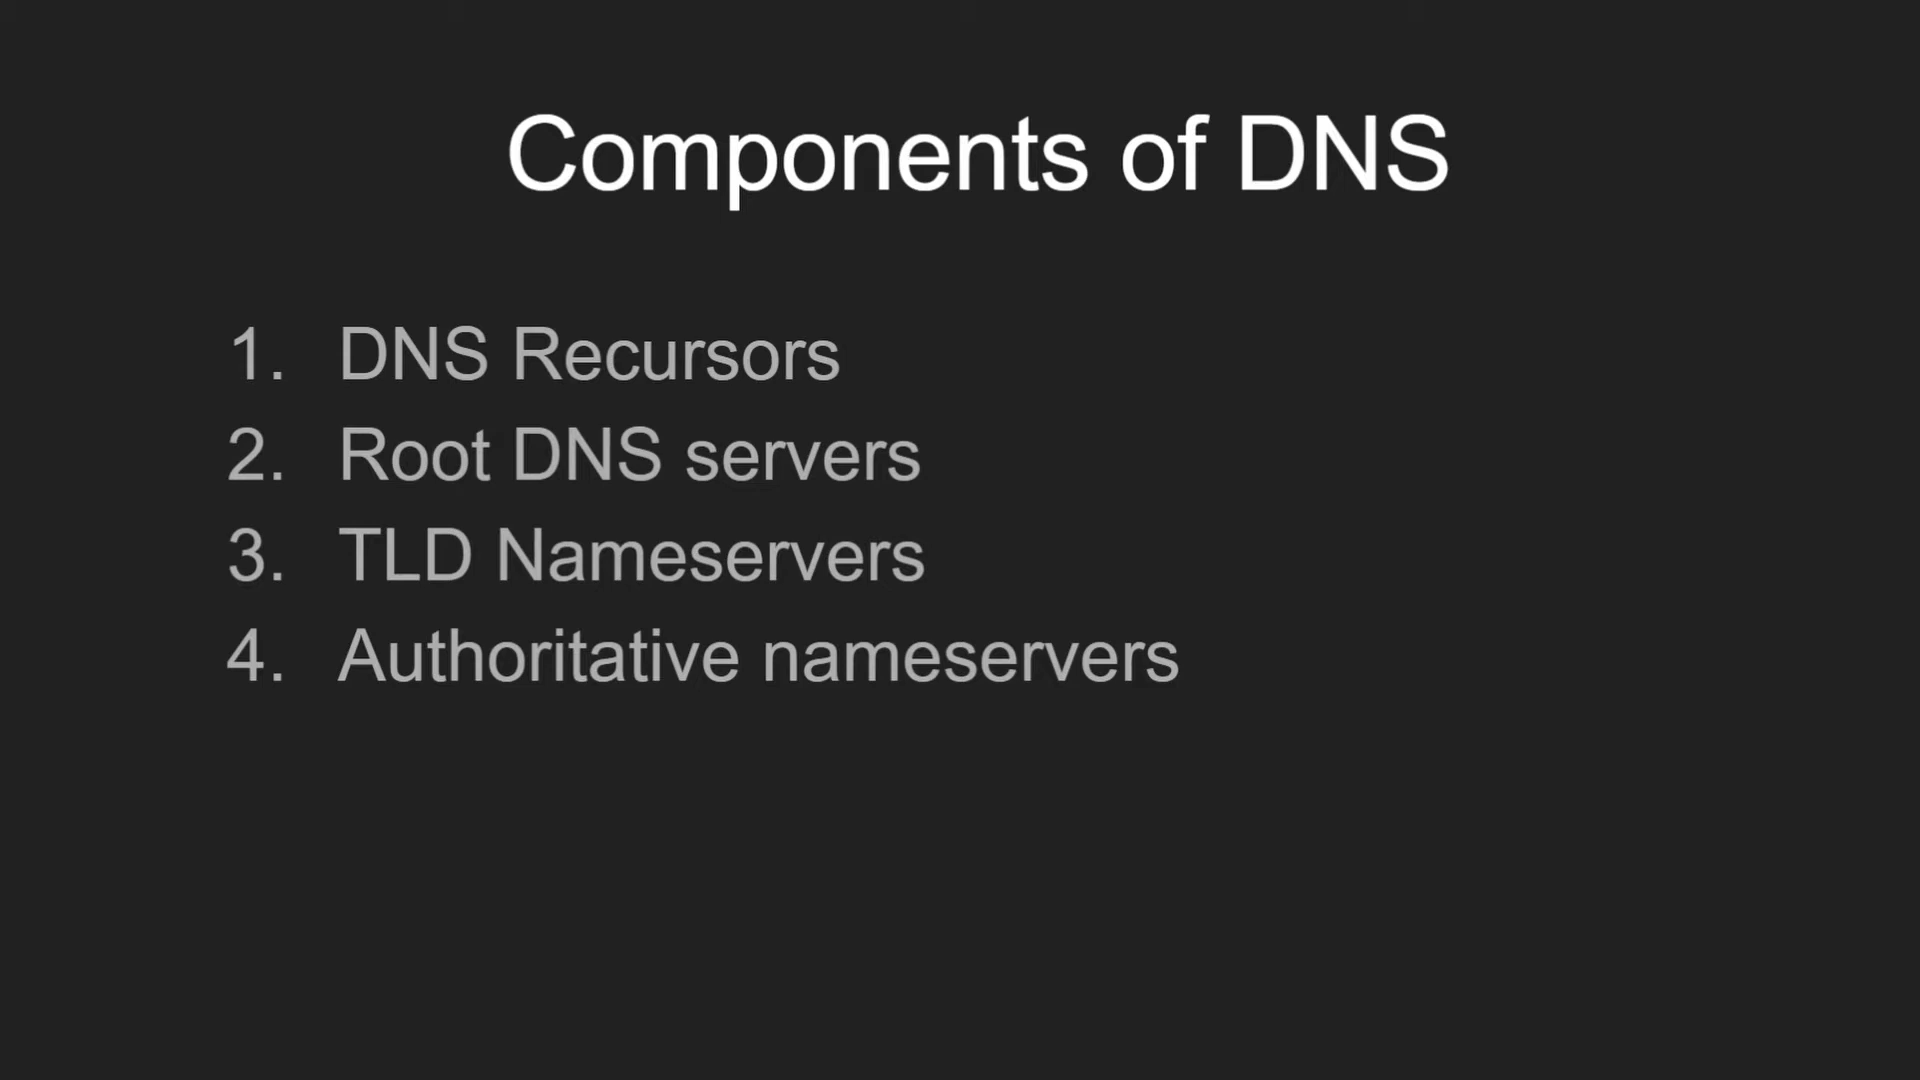 Components of DNS
1. DNS Recursors
2. Root DNS servers
3. TLD Nameservers
4. Authoritative nameservers